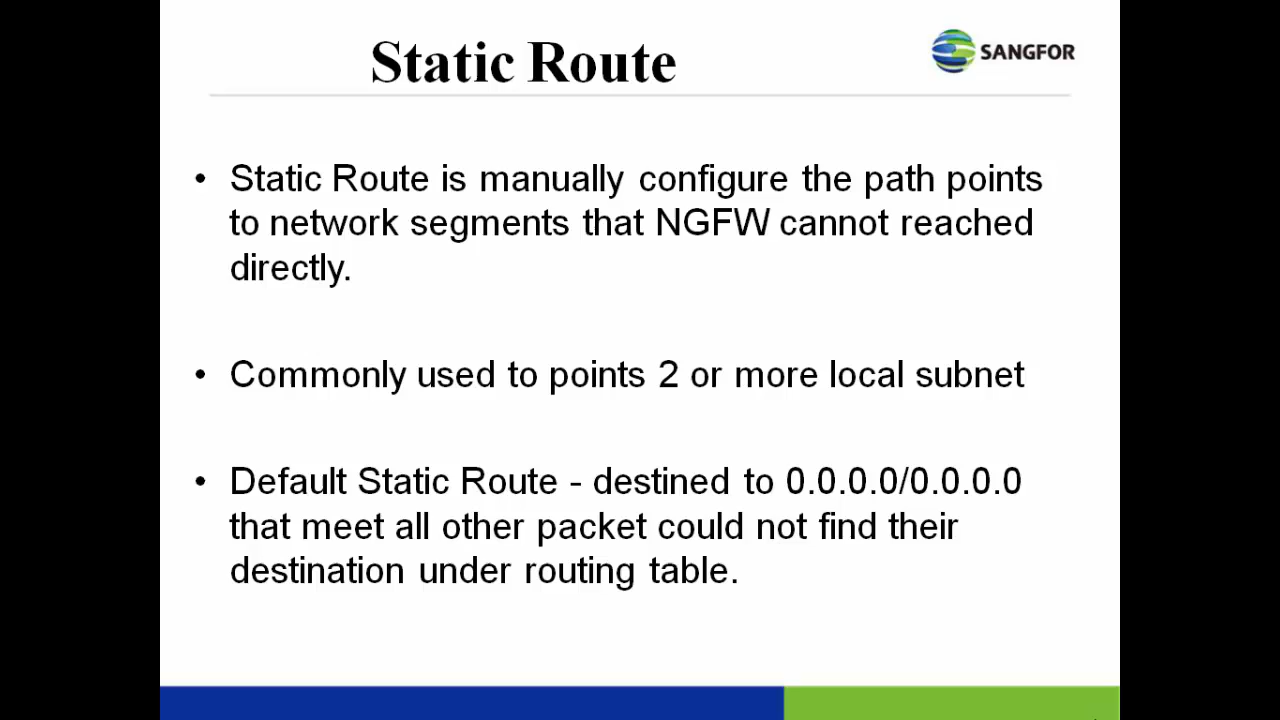 Static Route
SANGFOR
• Static Route is manually configure the path points
to network segments that NGFW cannot reached
directly.
• Commonly used to points 2 or more local subnet
• Default Static Route - destined to 0.0.0.0/0.0.0.0
that meet all other packet could not find their
destination under routing table.